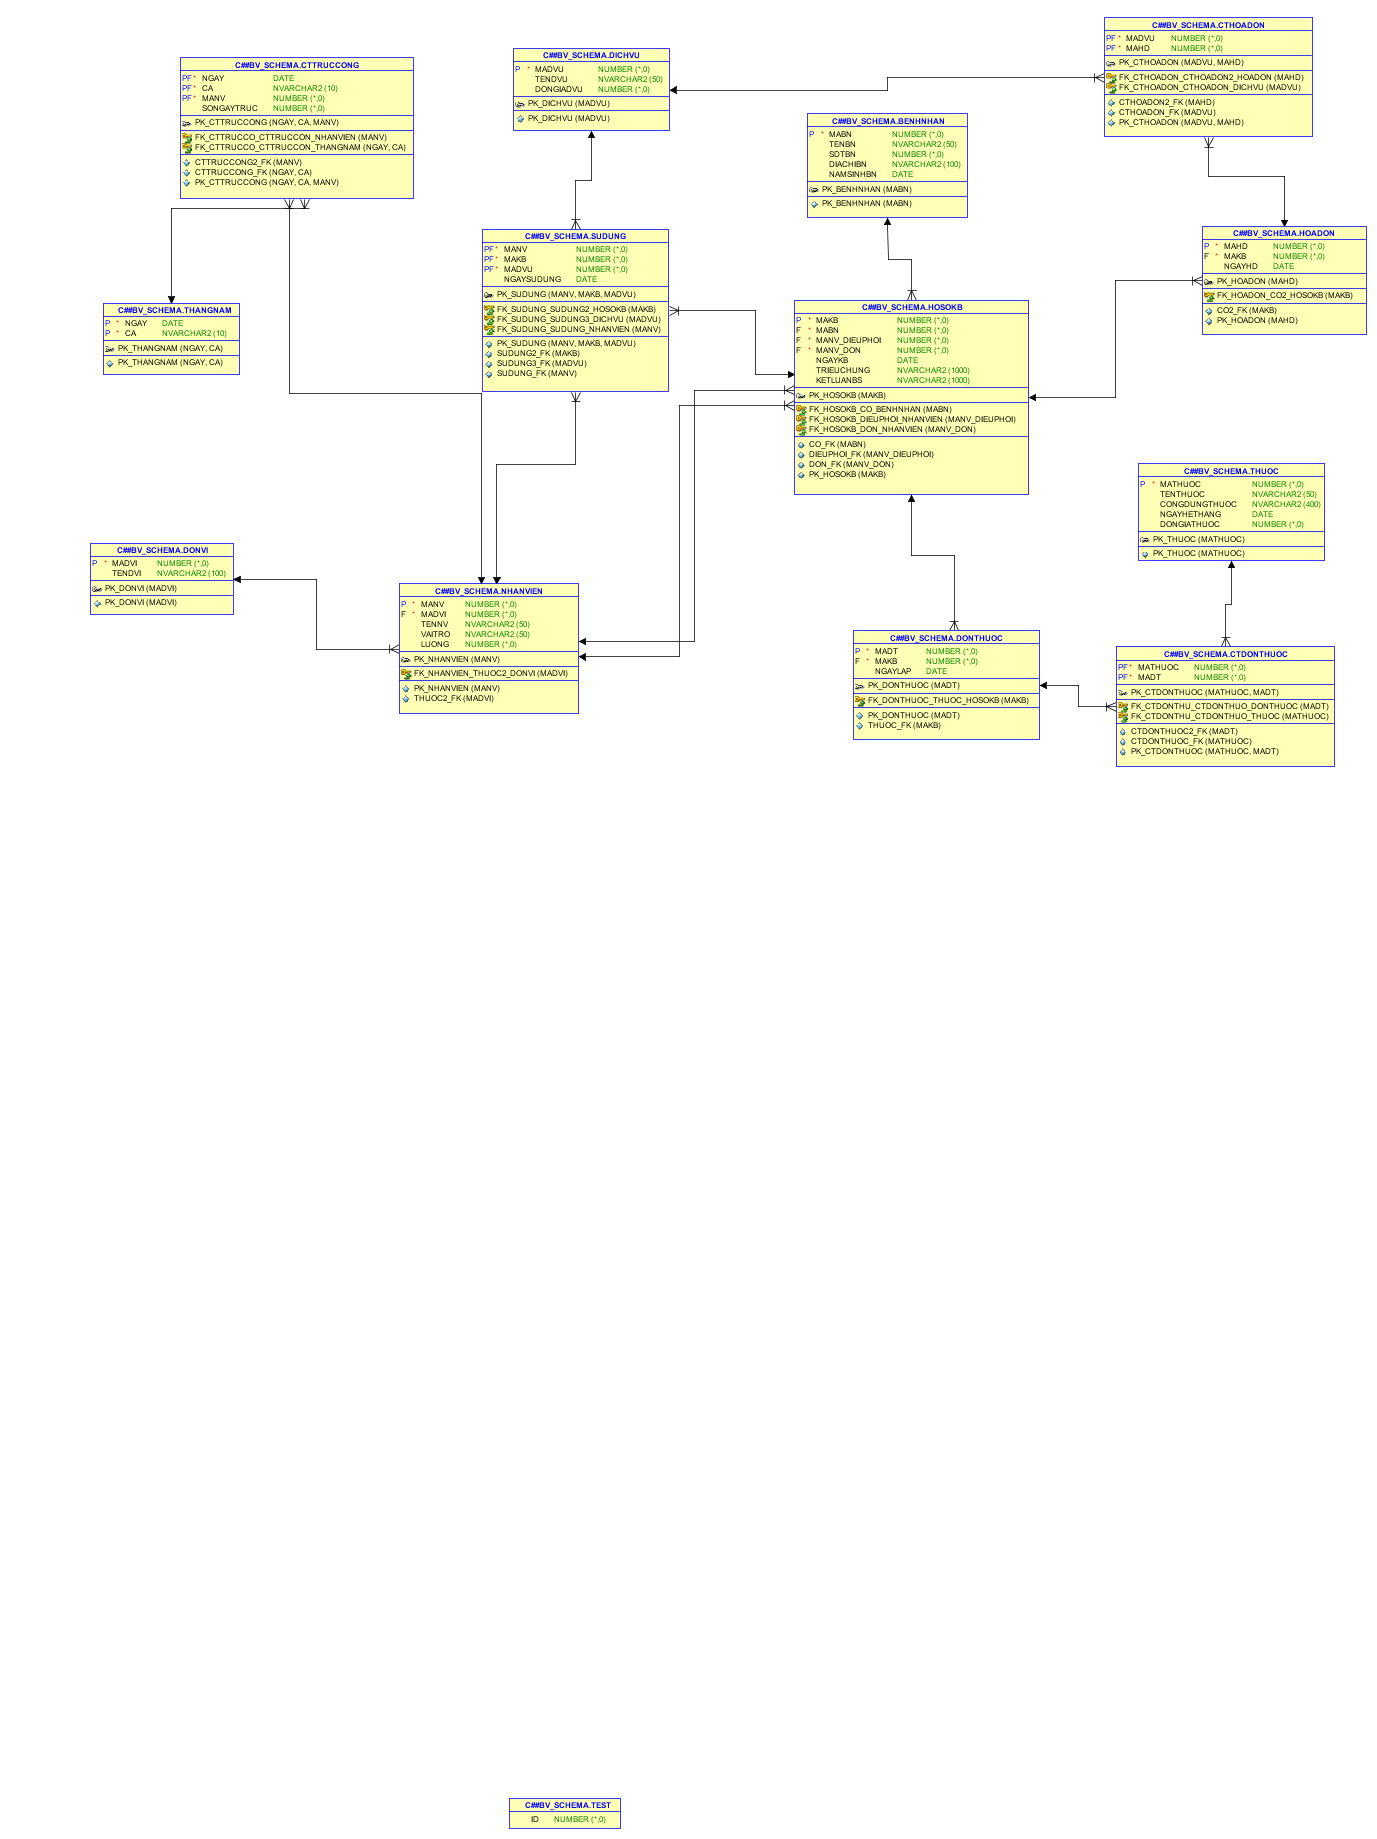 C##BV_SCHEMA.CTHOADON
PF* MADVU NUMBER (*,0)
PF* MAHD NUMBER (*,0)
PK_CTHOADON (MADVU, MAHD)
FK_CTHOADON_CTHOADON2_HOADON (MAHD)
FK_CTHOADON_CTHOADON_DICHVU (MADVU)
CTHOADON2_FK (MAHD)
CTHOADON_FK (MADVU)
PK_CTHOADON (MADVU, MAHD)
C##BV_SCHEMA.DICHVU
P * MADVU NUMBER (*,0)
TENDVU NVARCHAR2 (50)
DONGIADVU NUMBER (*,0)
PK_DICHVU (MADVU)
PK_DICHVU (MADVU)
C##BV_SCHEMA.CTTRUCCONG
PF* NGAY DATE
PF* CA NVARCHAR2 (10)
PF* MANV NUMBER (*,0)
SONGAYTRUC NUMBER (*,0)
PK_CTTRUCCONG (NGAY, CA, MANV)
FK_CTTRUCCO_CTTRUCCON_NHANVIEN (MANV)
FK_CTTRUCCO_CTTRUCCON_THANGNAM (NGAY, CA)
CTTRUCCONG2_FK (MANV)
CTTRUCCONG_FK (NGAY, CA)
PK_CTTRUCCONG (NGAY, CA, MANV)
C##BV_SCHEMA.BENHNHAN
P * MABN NUMBER (*,0)
TENBN NVARCHAR2 (50)
SDTBN NUMBER (*,0)
DIACHIBN NVARCHAR2 (100)
NAMSINHBN DATE
PK_BENHNHAN (MABN)
PK_BENHNHAN (MABN)
C##BV_SCHEMA.HOADON
P * MAHD NUMBER (*,0)
F * MAKB NUMBER (*,0)
NGAYHD DATE
PK_HOADON (MAHD)
FK_HOADON_CO2_HOSOKB (MAKB)
CO2_FK (MAKB)
PK_HOADON (MAHD)
C##BV_SCHEMA.SUDUNG
PF* MANV NUMBER (*,0)
PF* MAKB NUMBER (*,0)
PF* MADVU NUMBER (*,0)
NGAYSUDUNG DATE
PK_SUDUNG (MANV, MAKB, MADVU)
FK_SUDUNG_SUDUNG2_HOSOKB (MAKB)
FK_SUDUNG_SUDUNG3_DICHVU (MADVU)
FK_SUDUNG_SUDUNG_NHANVIEN (MANV)
PK_SUDUNG (MANV, MAKB, MADVU)
SUDUNG2_FK (MAKB)
SUDUNG3_FK (MADVU)
SUDUNG_FK (MANV)
C##BV_SCHEMA.THANGNAM
P * NGAY DATE
P * CA NVARCHAR2 (10)
PK_THANGNAM (NGAY, CA)
PK_THANGNAM (NGAY, CA)
C##BV_SCHEMA.HOSOKB
P * MAKB NUMBER (*,0)
F * MABN NUMBER (*,0)
F * MANV_DIEUPHOI NUMBER (*,0)
F * MANV_DON NUMBER (*,0)
NGAYKB DATE
TRIEUCHUNG NVARCHAR2 (1000)
KETLUANBS NVARCHAR2 (1000)
PK_HOSOKB (MAKB)
FK_HOSOKB_CO_BENHNHAN (MABN)
FK_HOSOKB_DIEUPHOI_NHANVIEN (MANV_DIEUPHOI)
FK_HOSOKB_DON_NHANVIEN (MANV_DON)
CO_FK (MABN)
DIEUPHOI_FK (MANV_DIEUPHOI)
DON_FK (MANV_DON)
PK_HOSOKB (MAKB)
C##BV_SCHEMA.THUOC
P * MATHUOC NUMBER (*,0)
TENTHUOC NVARCHAR2 (50)
CONGDUNGTHUOC NVARCHAR2 (400)
NGAYHETHANG DATE
DONGIATHUOC NUMBER (*,0)
PK_THUOC (MATHUOC)
PK_THUOC (MATHUOC)
C##BV_SCHEMA.DONVI
P * MADVI NUMBER (*,0)
TENDVI NVARCHAR2 (100)
PK_DONVI (MADVI)
PK_DONVI (MADVI)
C##BV_SCHEMA.NHANVIEN
P * MANV NUMBER (*,0)
F * MADVI NUMBER (*,0)
TENNV NVARCHAR2 (50)
VAITRO NVARCHAR2 (50)
LUONG NUMBER (*,0)
PK_NHANVIEN (MANV)
FK_NHANVIEN_THUOC2_DONVI (MADVI)
PK_NHANVIEN (MANV)
THUOC2_FK (MADVI)
C##BV_SCHEMA.DONTHUOC
P * MADT NUMBER (*,0)
F * MAKB NUMBER (*,0)
NGAYLAP DATE
PK_DONTHUOC (MADT)
FK_DONTHUOC_THUOC_HOSOKB (MAKB)
PK_DONTHUOC (MADT)
THUOC_FK (MAKB)
C##BV_SCHEMA.CTDONTHUOC
PF* MATHUOC NUMBER (*,0)
PF* MADT NUMBER (*,0)
PK_CTDONTHUOC (MATHUOC, MADT)
FK_CTDONTHU_CTDONTHUO_DONTHUOC (MADT)
FK_CTDONTHU_CTDONTHUO_THUOC (MATHUOC)
CTDONTHUOC2_FK (MADT)
CTDONTHUOC_FK (MATHUOC)
PK_CTDONTHUOC (MATHUOC, MADT)
C##BV_SCHEMA.TEST
ID NUMBER (*,0)